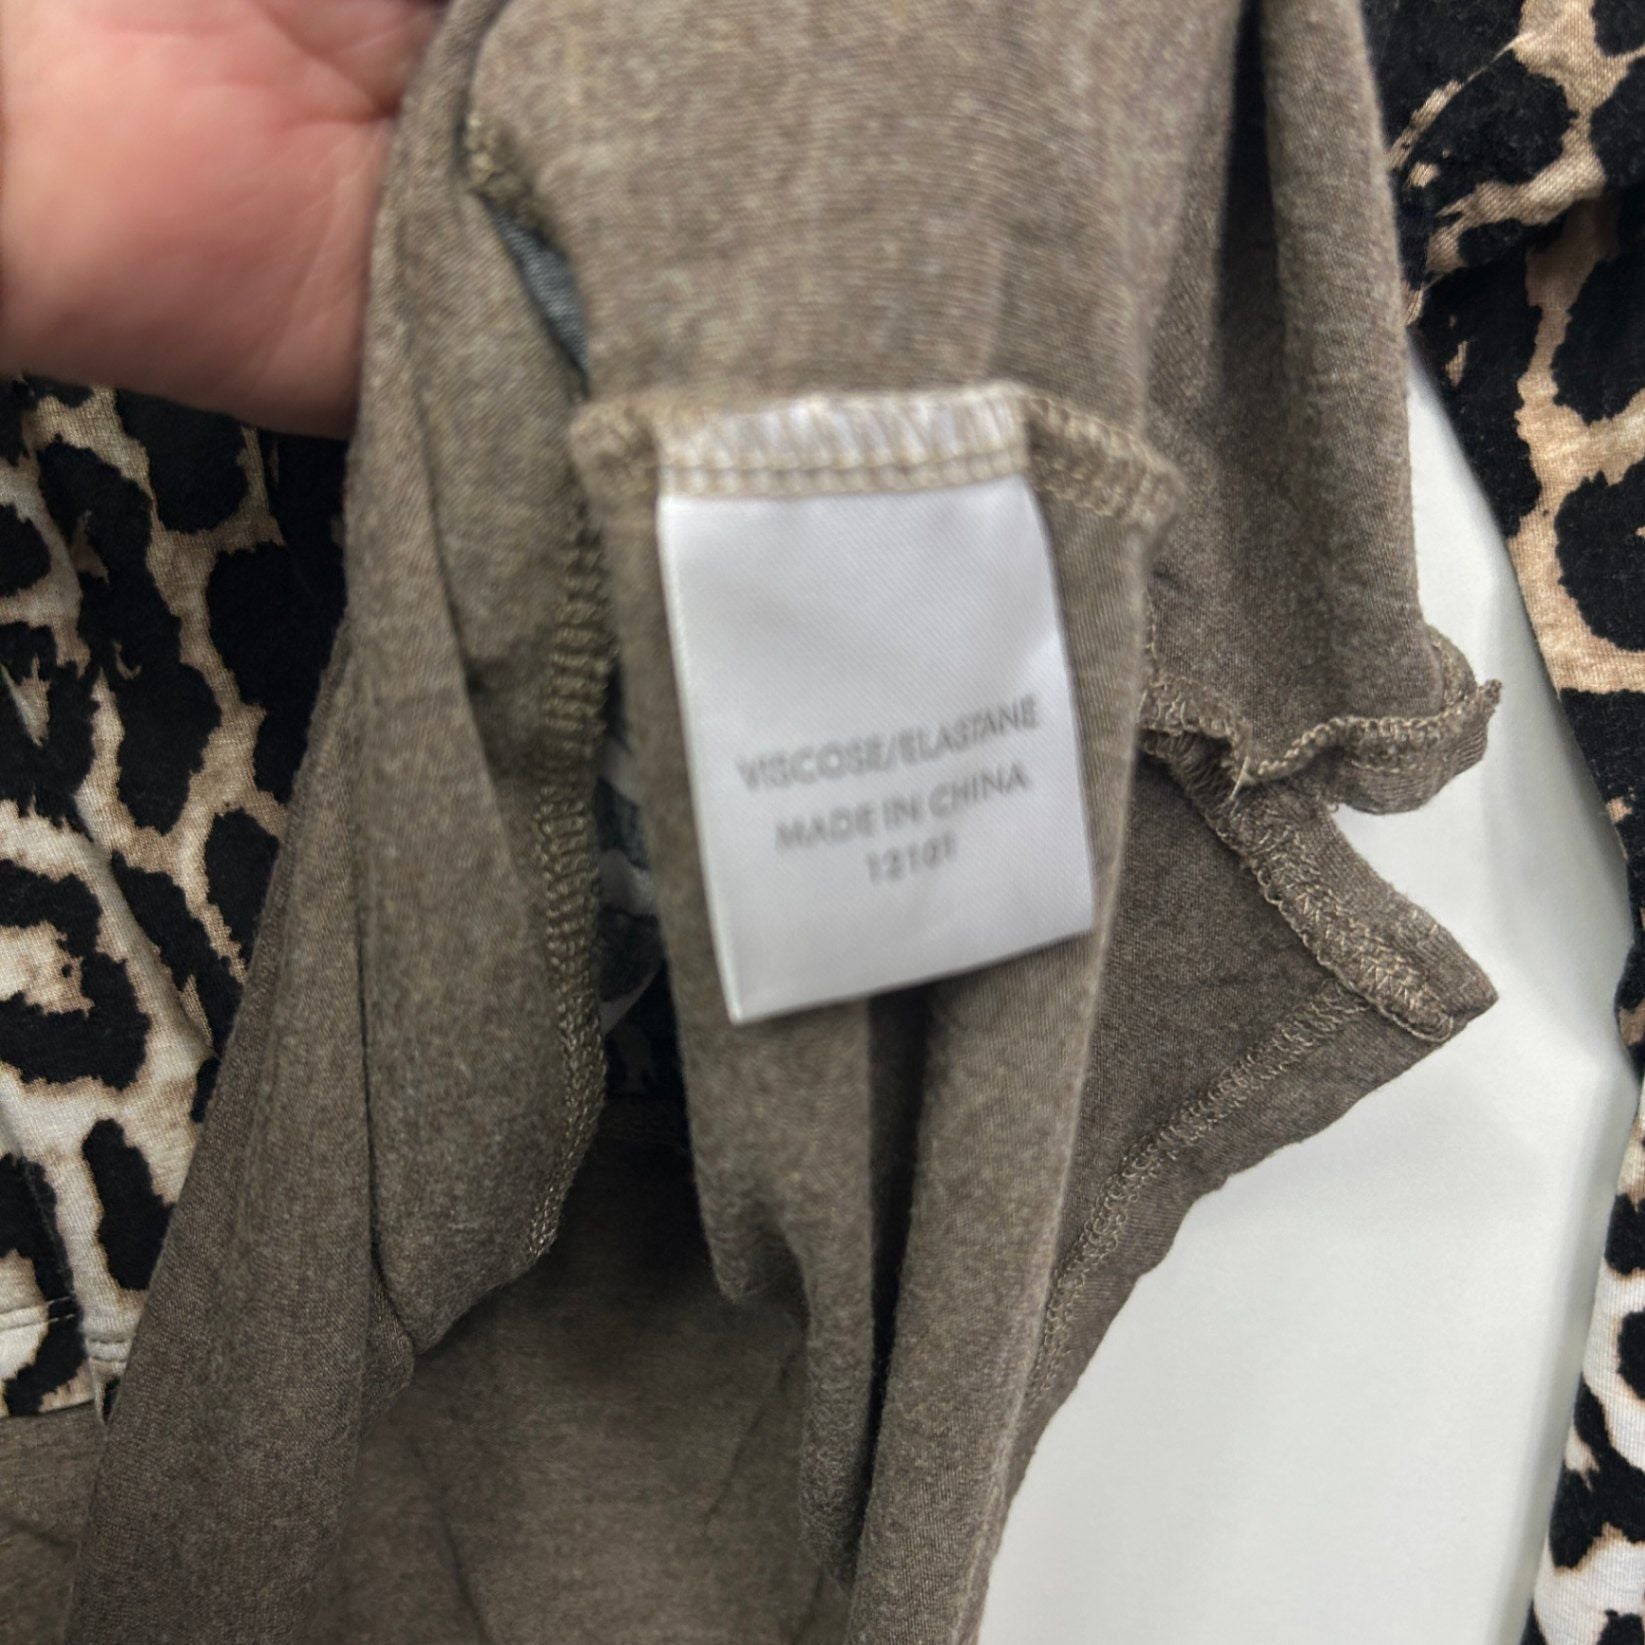 VISCOSE/ELASTANE
MADE IN CHINA
12101